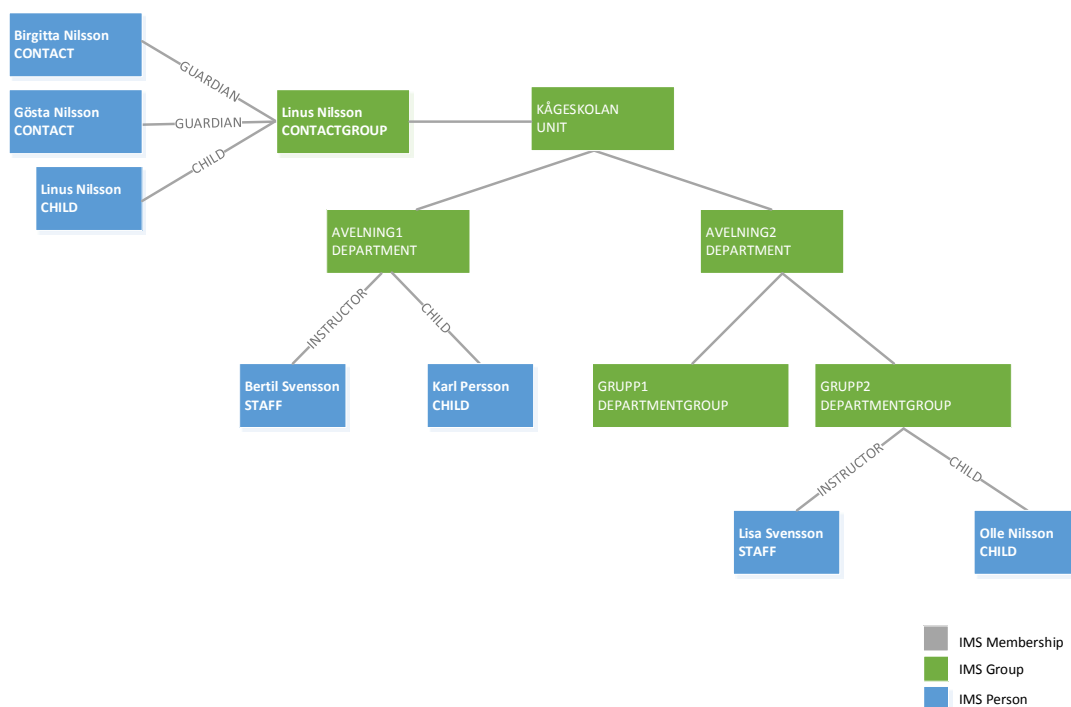 Birgitta Nilsson
CONTACT
GUARDIAN
Gösta Nilsson
CONTACT
GUARDIAN
Linus Nilsson
CHILD
CHILD
Linus Nilsson
CONTACTGROUP
KÅGESKOLAN
UNIT
AVELNING1
DEPARTMENT
AVELNING2
DEPARTMENT
INSTRUCTOR
CHILD
Bertil Svensson
STAFF
Karl Persson
CHILD
GRUPP1
DEPARTMENTGROUP
GRUPP2
DEPARTMENTGROUP
INSTRUCTOR
CHILD
Lisa Svensson
STAFF
Olle Nilsson
CHILD
IMS Membership
IMS Group
IMS Person